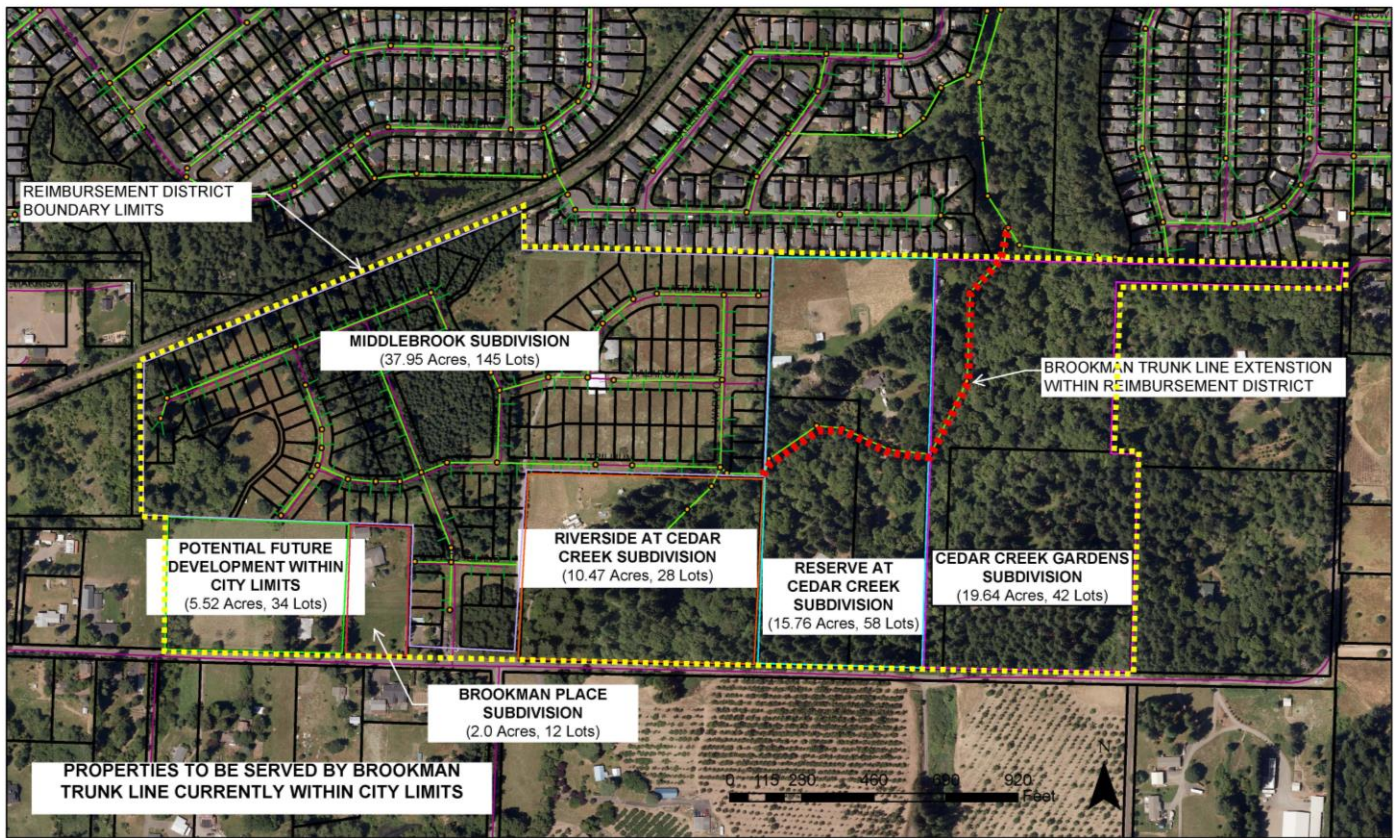 REIMBURSEMENT DISTRICT
BOUNDARY LIMITS
MIDDLEBROOK SUBDIVISION
(37.95 Acres, 145 Lots)
BROOKMAN TRUNK LINE EXTENSTION
WITHIN REIMBURSEMENT DISTRICT
POTENTIAL FUTURE
DEVELOPMENT WITHIN
CITY LIMITS
(5.52 Acres, 34 Lots)
RIVERSIDE AT CEDAR
CREEK SUBDIVISION
(10.47 Acres, 28 Lots)
RESERVE AT
CEDAR CREEK
SUBDIVISION
(15.76 Acres, 58 Lots)
CEDAR CREEK GARDENS
SUBDIVISION
(19.64 Acres, 42 Lots)
BROOKMAN PLACE
SUBDIVISION
(2.0 Acres, 12 Lots)
PROPERTIES TO BE SERVED BY BROOKMAN
TRUNK LINE CURRENTLY WITHIN CITY LIMITS
N
0 115 230 460 690 920
Feet